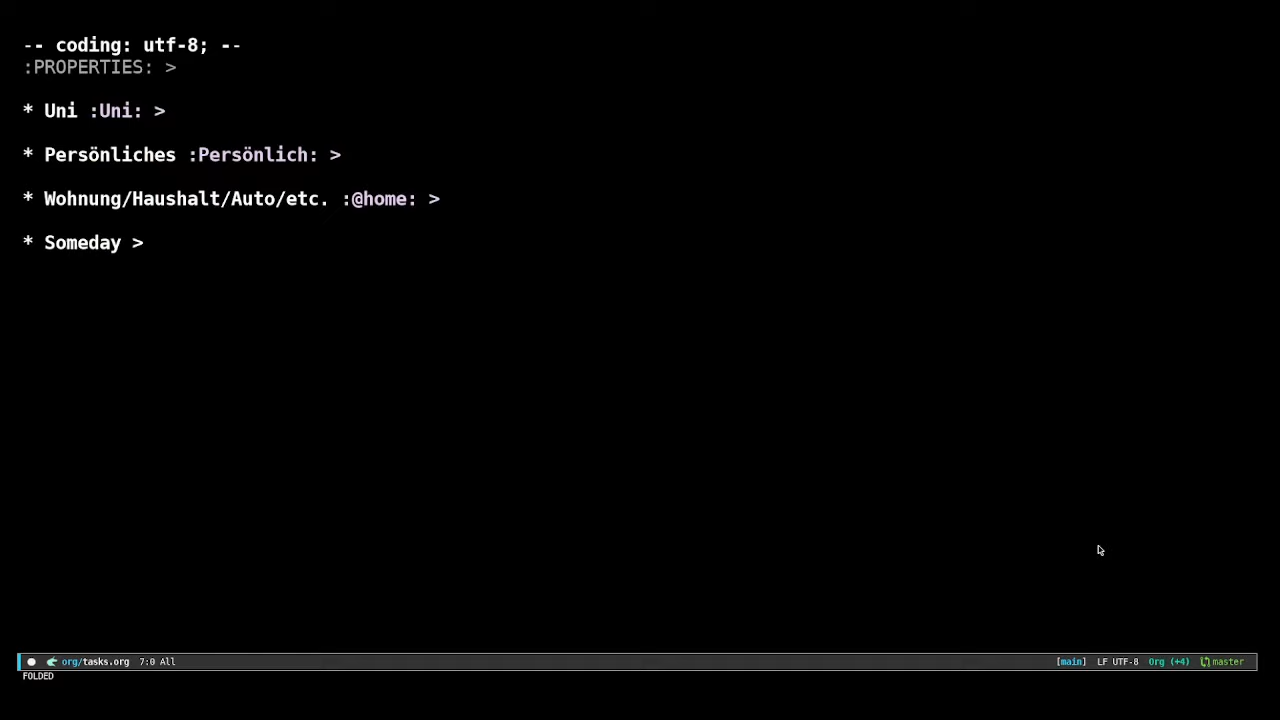 -- coding: utf-8; --
:PROPERTIES: >
* Uni :Uni: >
* Persönliches :Persönlich: >
* Wohnung/Haushalt/Auto/etc. :@home: >
* Someday >
org/tasks.org 7:0 All [main] LF UTF-8 Org (+4) master
FOLDED